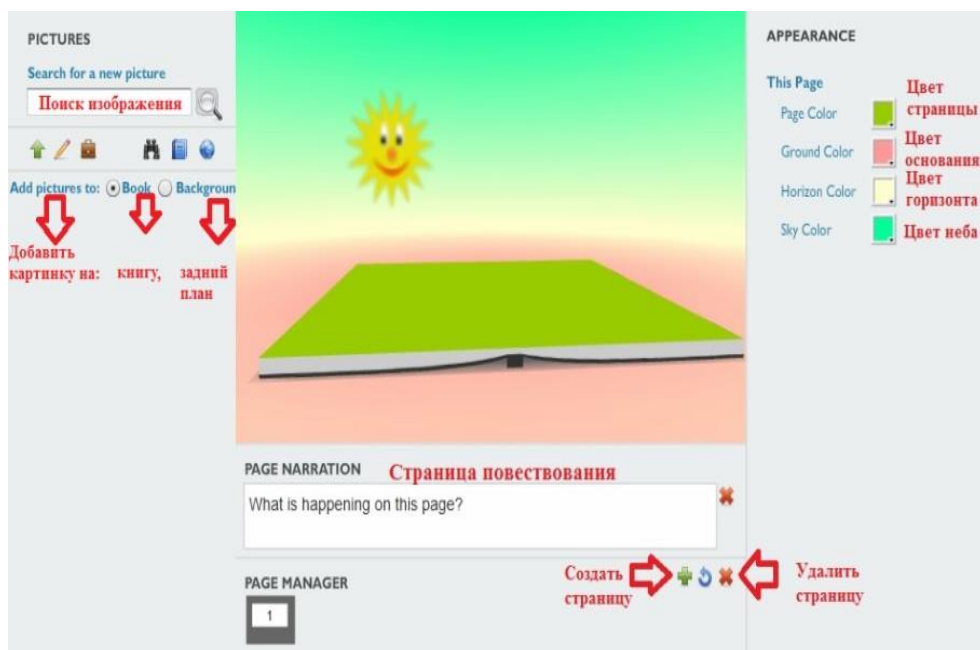 PICTURES
Search for a new picture
Поиск изображения
Add pictures to: Book Backgroun
Добавить
картинку на:
книгу,
задний
план
PAGE NARRATION
Страница повествования
What is happening on this page?
PAGE MANAGER
1
Создать
страницу
Удалить
страницу
APPEARANCE
This Page
Page Color
Цвет
страницы
Ground Color
Цвет
основания
Horizon Color
Цвет
горизонта
Sky Color
Цвет неба